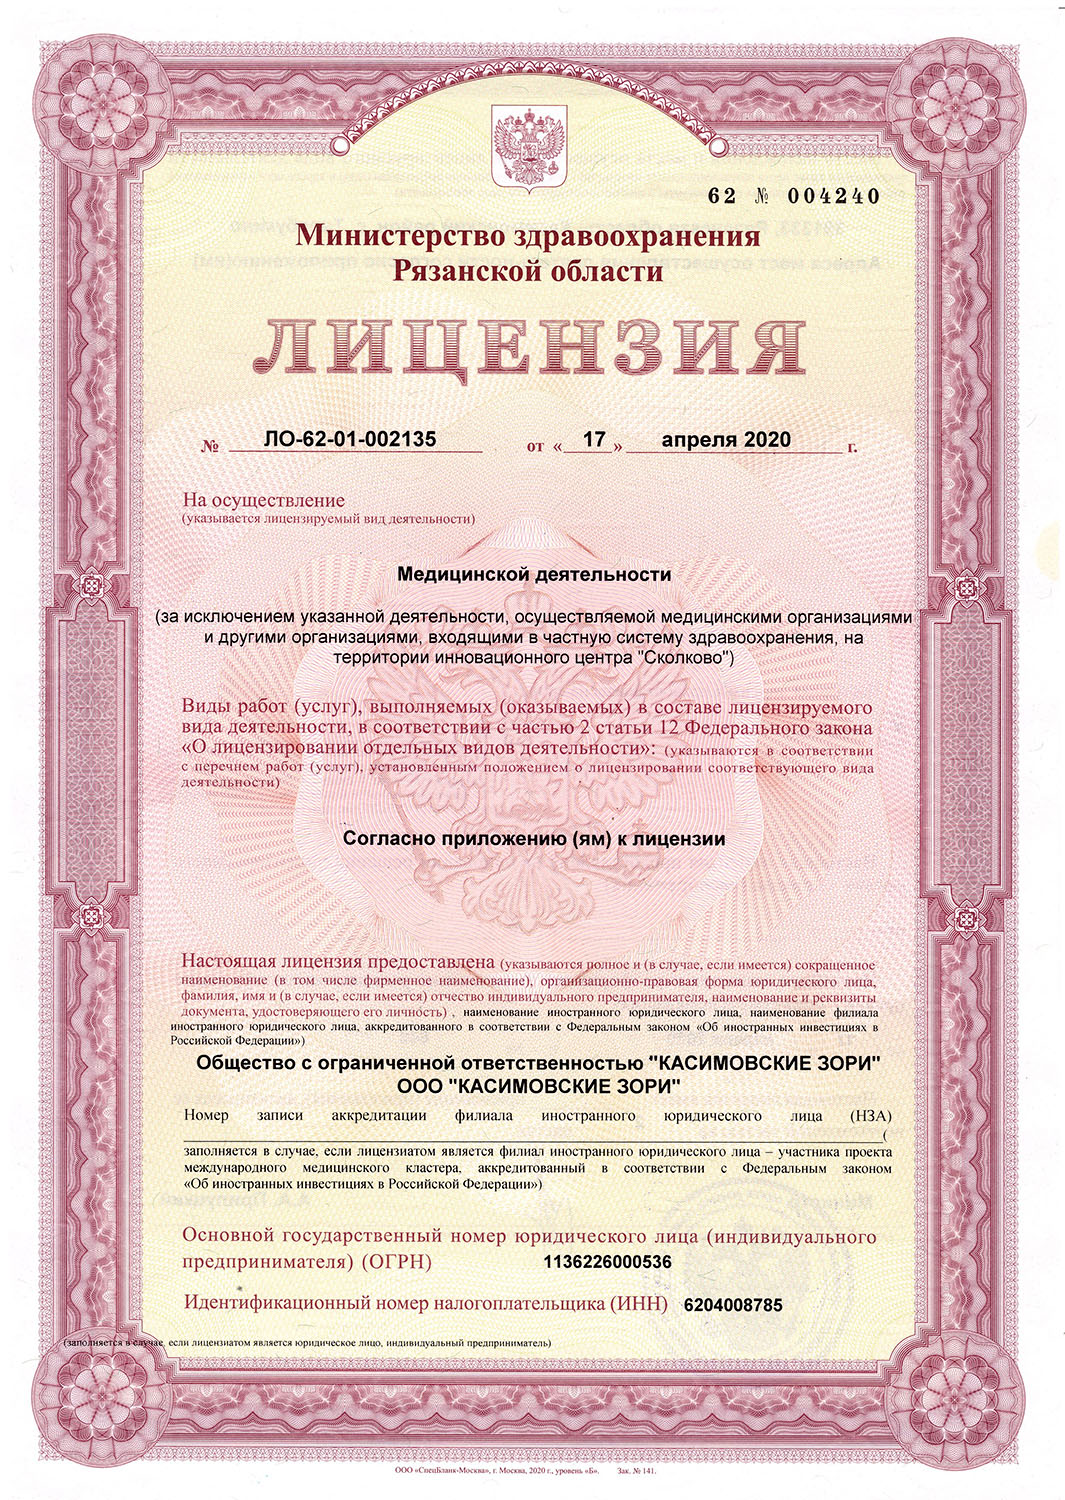 62 № 004240
Министерство здравоохранения
Рязанской области
ЛИЦЕНЗИЯ
№ ЛО-62-01-002135 от « 17 » апреля 2020 г.
На осуществление
(указывается лицензируемый вид деятельности)
Медицинской деятельности
(за исключением указанной деятельности, осуществляемой медицинскими организациями
и другими организациями, входящими в частную систему здравоохранения, на
территории инновационного центра "Сколково")
Виды работ (услуг), выполняемых (оказываемых) в составе лицензируемого
вида деятельности, в соответствии с частью 2 статьи 12 Федерального закона
«О лицензировании отдельных видов деятельности»: (указываются в соответствии
с перечнем работ (услуг), установленным положением о лицензировании соответствующего вида
деятельности)
Согласно приложению (ям) к лицензии
Настоящая лицензия предоставлена (указываются полное и (в случае, если имеется) сокращенное
наименование (в том числе фирменное наименование), организационно-правовая форма юридического лица,
фамилия, имя и (в случае, если имеется) отчество индивидуального предпринимателя, наименование и реквизиты
документа, удостоверяющего его личность) , наименование иностранного юридического лица, наименование филиала
иностранного юридического лица, аккредитованного в соответствии с Федеральным законом «Об иностранных инвестициях в
Российской Федерации»)
Общество с ограниченной ответственностью "КАСИМОВСКИЕ ЗОРИ"
ООО "КАСИМОВСКИЕ ЗОРИ"
Номер записи аккредитации филиала иностранного юридического лица (НЗА)
(
заполняется в случае, если лицензиатом является филиал иностранного юридического лица – участника проекта
международного медицинского кластера, аккредитованный в соответствии с Федеральным законом
«Об иностранных инвестициях в Российской Федерации»)
Основной государственный номер юридического лица (индивидуального
предпринимателя) (ОГРН) 1136226000536
Идентификационный номер налогоплательщика (ИНН) 6204008785
(заполняется в случае, если лицензиатом является юридическое лицо, индивидуальный предприниматель)
ООО «СпецБланк-Москва», г. Москва, 2020 г., уровень «Б». Зак. № 141.